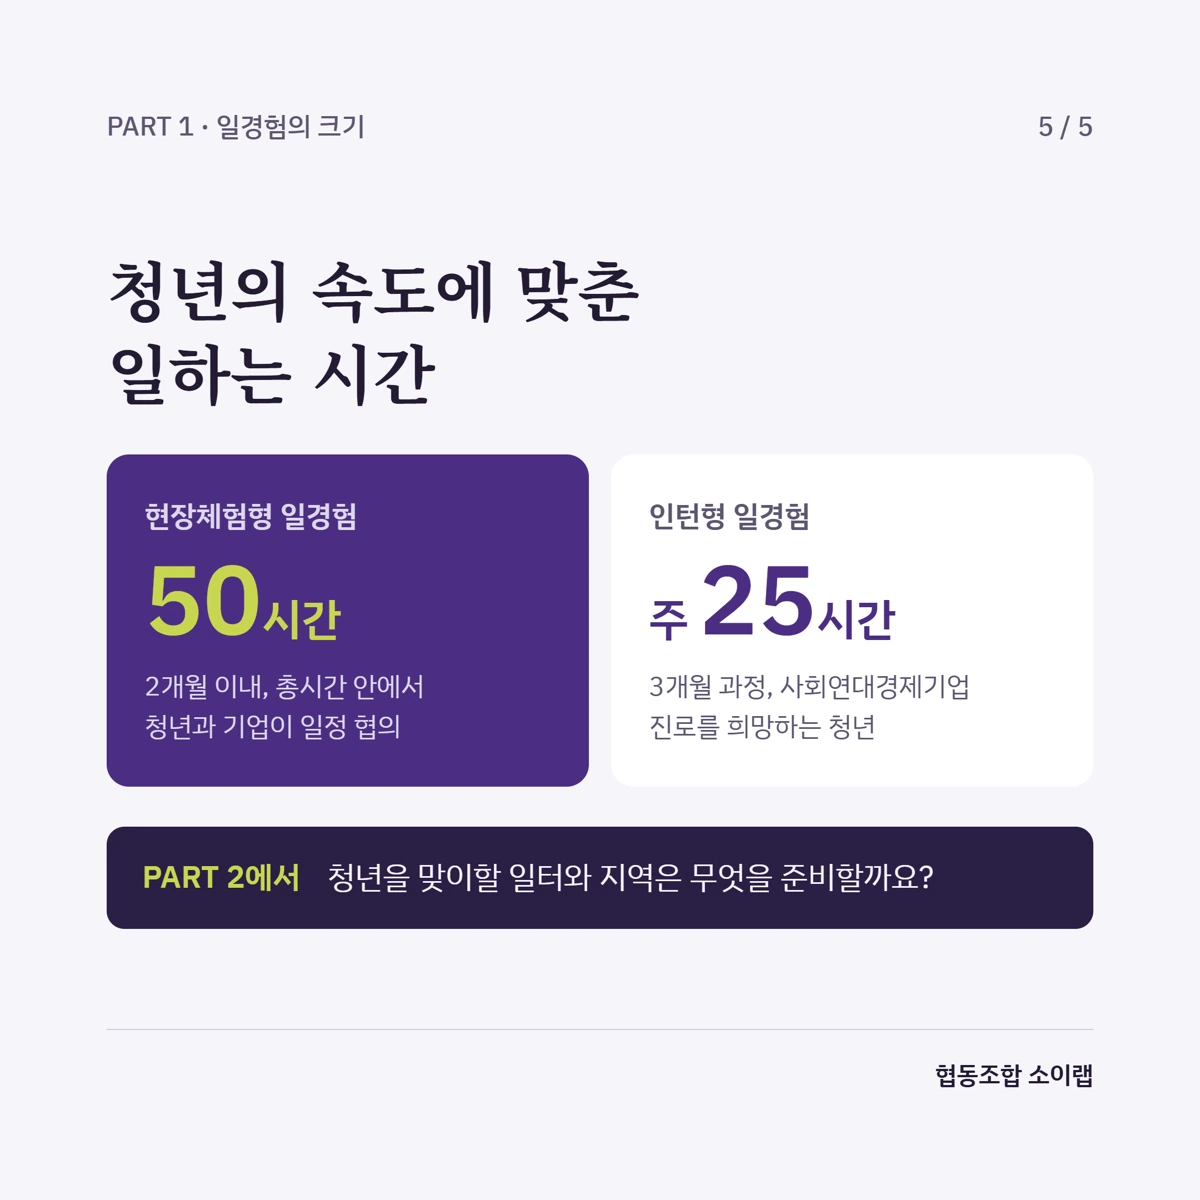 PART 1 · 일경험의 크기
5 / 5
청년의 속도에 맞춘
일하는 시간
현장체험형 일경험
50시간
2개월 이내, 총시간 안에서
청년과 기업이 일정 협의
인턴형 일경험
주 25시간
3개월 과정, 사회연대경제기업
진로를 희망하는 청년
PART 2에서 청년을 맞이할 일터와 지역은 무엇을 준비할까요?
협동조합 소이랩